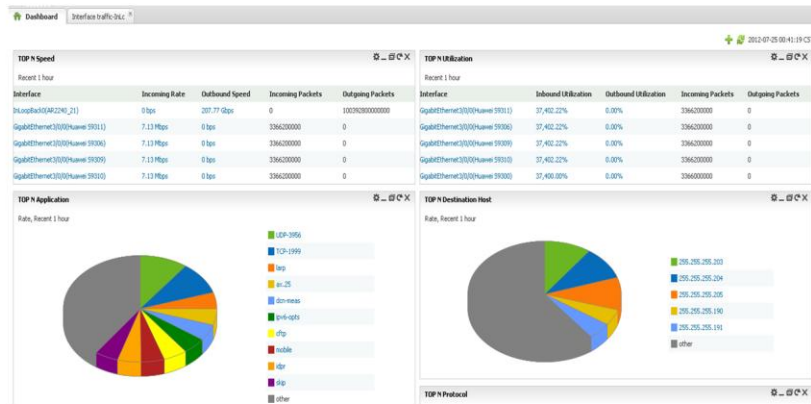 Dashboard Interface traffic-InLc
2012-07-25 00:41:19 CS
TOP N Speed
Recent 1 hour
Interface Incoming Rate Outbound Speed Incoming Packets Outgoing Packets
InLoopBack0(AR2240_21) 0 bps 207.77 Gbps 0
GigabitEthernet3/0/0(Huawei S9311) 7.13 Mbps 0 bps 3366200000 0
GigabitEthernet3/0/0(Huawei S9306) 7.13 Mbps 0 bps 3366200000 0
GigabitEthernet3/0/0(Huawei S9309) 7.13 Mbps 0 bps 3366200000 0
GigabitEthernet3/0/0(Huawei S9310) 7.13 Mbps 0 bps 3366200000 0
TOP N Utilization
Recent 1 hour
Interface Inbound Utilization Outbound Utilization Incoming Packets Outgoing Packets
GigabitEthernet3/0/0(Huawei S9311) 37,402.22% 0.00% 3366200000 0
GigabitEthernet3/0/0(Huawei S9306) 37,402.22% 0.00% 3366200000 0
GigabitEthernet3/0/0(Huawei S9309) 37,402.22% 0.00% 3366200000 0
GigabitEthernet3/0/0(Huawei S9310) 37,402.22% 0.00% 3366200000 0
GigabitEthernet3/0/0(Huawei S9300) 37,400.00% 0.00% 3366000000 0
TOP N Application
Rate, Recent 1 hour
UDP-3956
TCP-1999
larp
ax.25
dcn-meas
ipv6-opts
cftp
mobile
idpr
skip
other
TOP N Destination Host
Rate, Recent 1 hour
255.255.255.203
255.255.255.204
255.255.255.205
255.255.255.190
255.255.255.191
other
TOP N Protocol